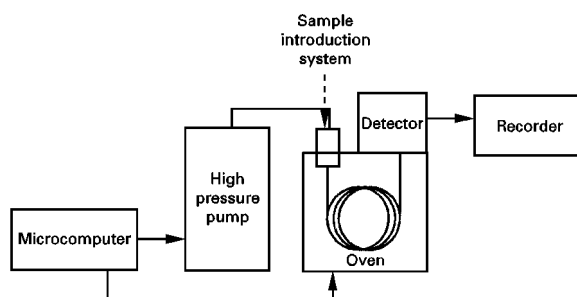 Sample
introduction
system
Detector
Recorder
High
pressure
pump
Microcomputer
Oven